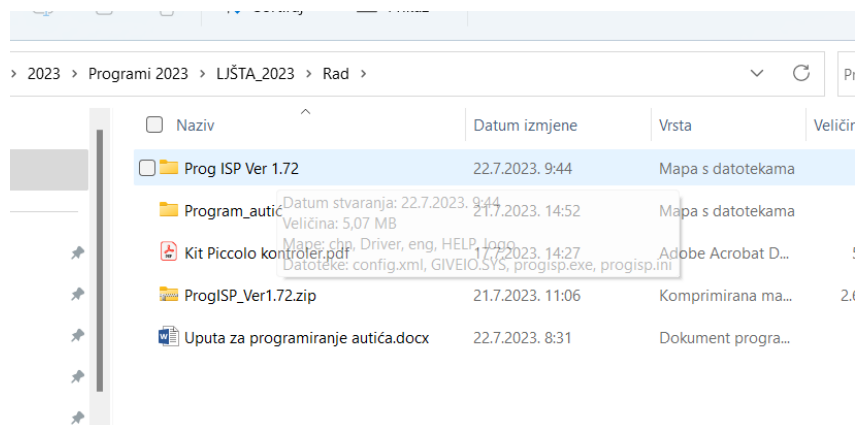 2023 > Programi 2023 > LJŠTA_2023 > Rad >
Naziv Datum izmjene Vrsta
Prog ISP Ver 1.72 22.7.2023. 9:44 Mapa s datotekama
Datum stvaranja: 22.7.2023. 9:44
Program_autić 21.7.2023. 14:52 Mapa s datotekama
Veličina: 5,07 MB
Mape: chn, Driver, eng, HELP, logo
Kit Piccolo kontroler.pdf 17.7.2023. 14:27 Adobe Acrobat D...
Datoteke: config.xml, GIVEIO.SYS, progisp.exe, progisp.ini
ProgISP_Ver1.72.zip 21.7.2023. 11:06 Komprimirana ma... 2.6
Uputa za programiranje autića.docx 22.7.2023. 8:31 Dokument progra...